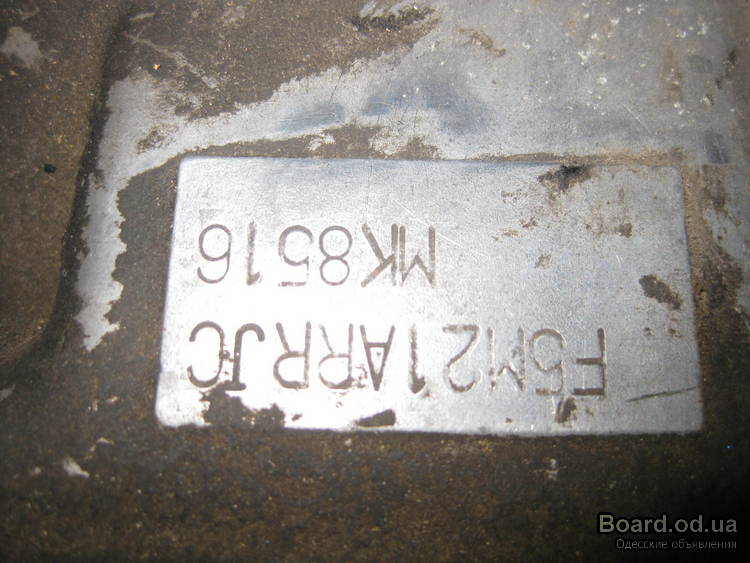 F5M21ARRJC
MK8516
Board.od.ua
Одесские объявления